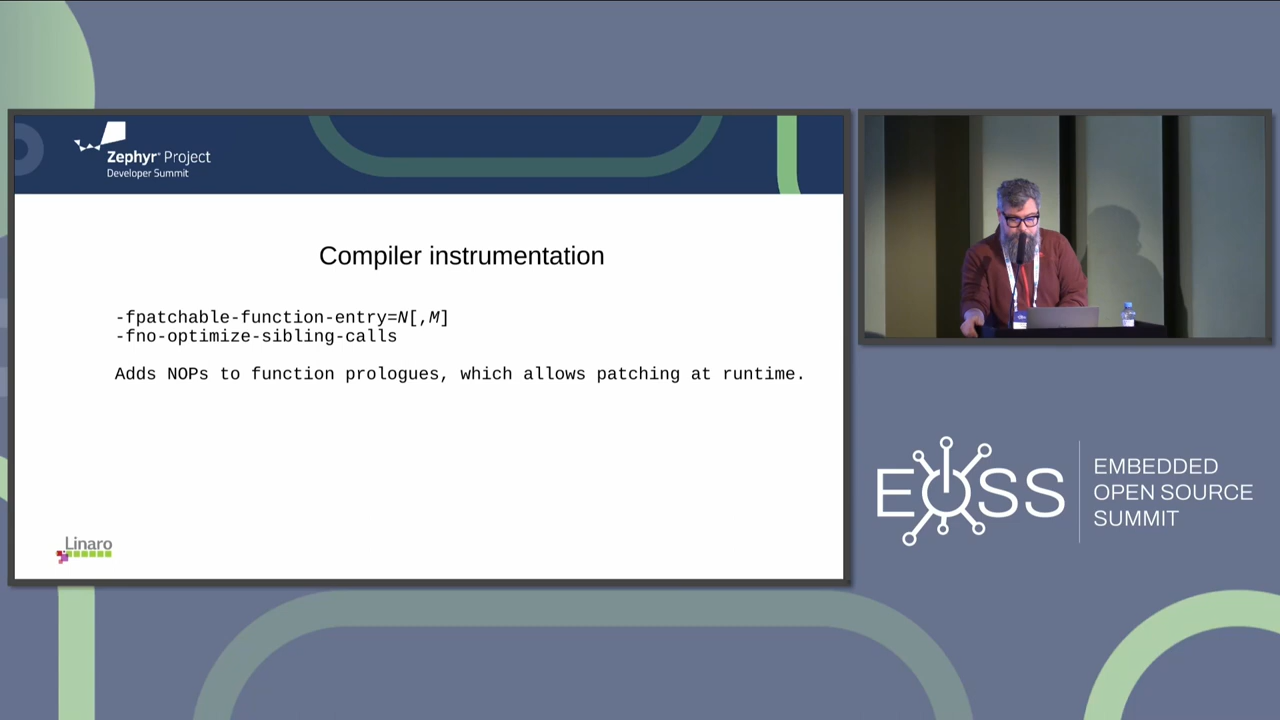 Zephyr® Project
Developer Summit
Compiler instrumentation
-fpatchable-function-entry=N[,M]
-fno-optimize-sibling-calls
Adds NOPs to function prologues, which allows patching at runtime.
Linaro
EOSS
EMBEDDED
OPEN SOURCE
SUMMIT